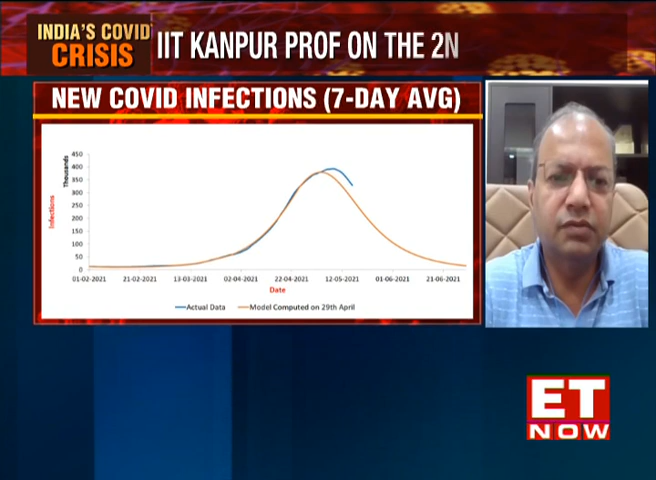 INDIA'S COVID
CRISIS
IIT KANPUR PROF ON THE 2N
NEW COVID INFECTIONS (7-DAY AVG)
Thousands
Infections
450
400
350
300
250
200
150
100
50
0
01-02-2021 21-02-2021 13-03-2021 02-04-2021 22-04-2021 12-05-2021 01-06-2021 21-06-2021
Date
Actual Data Model Computed on 29th April
ET
NOW